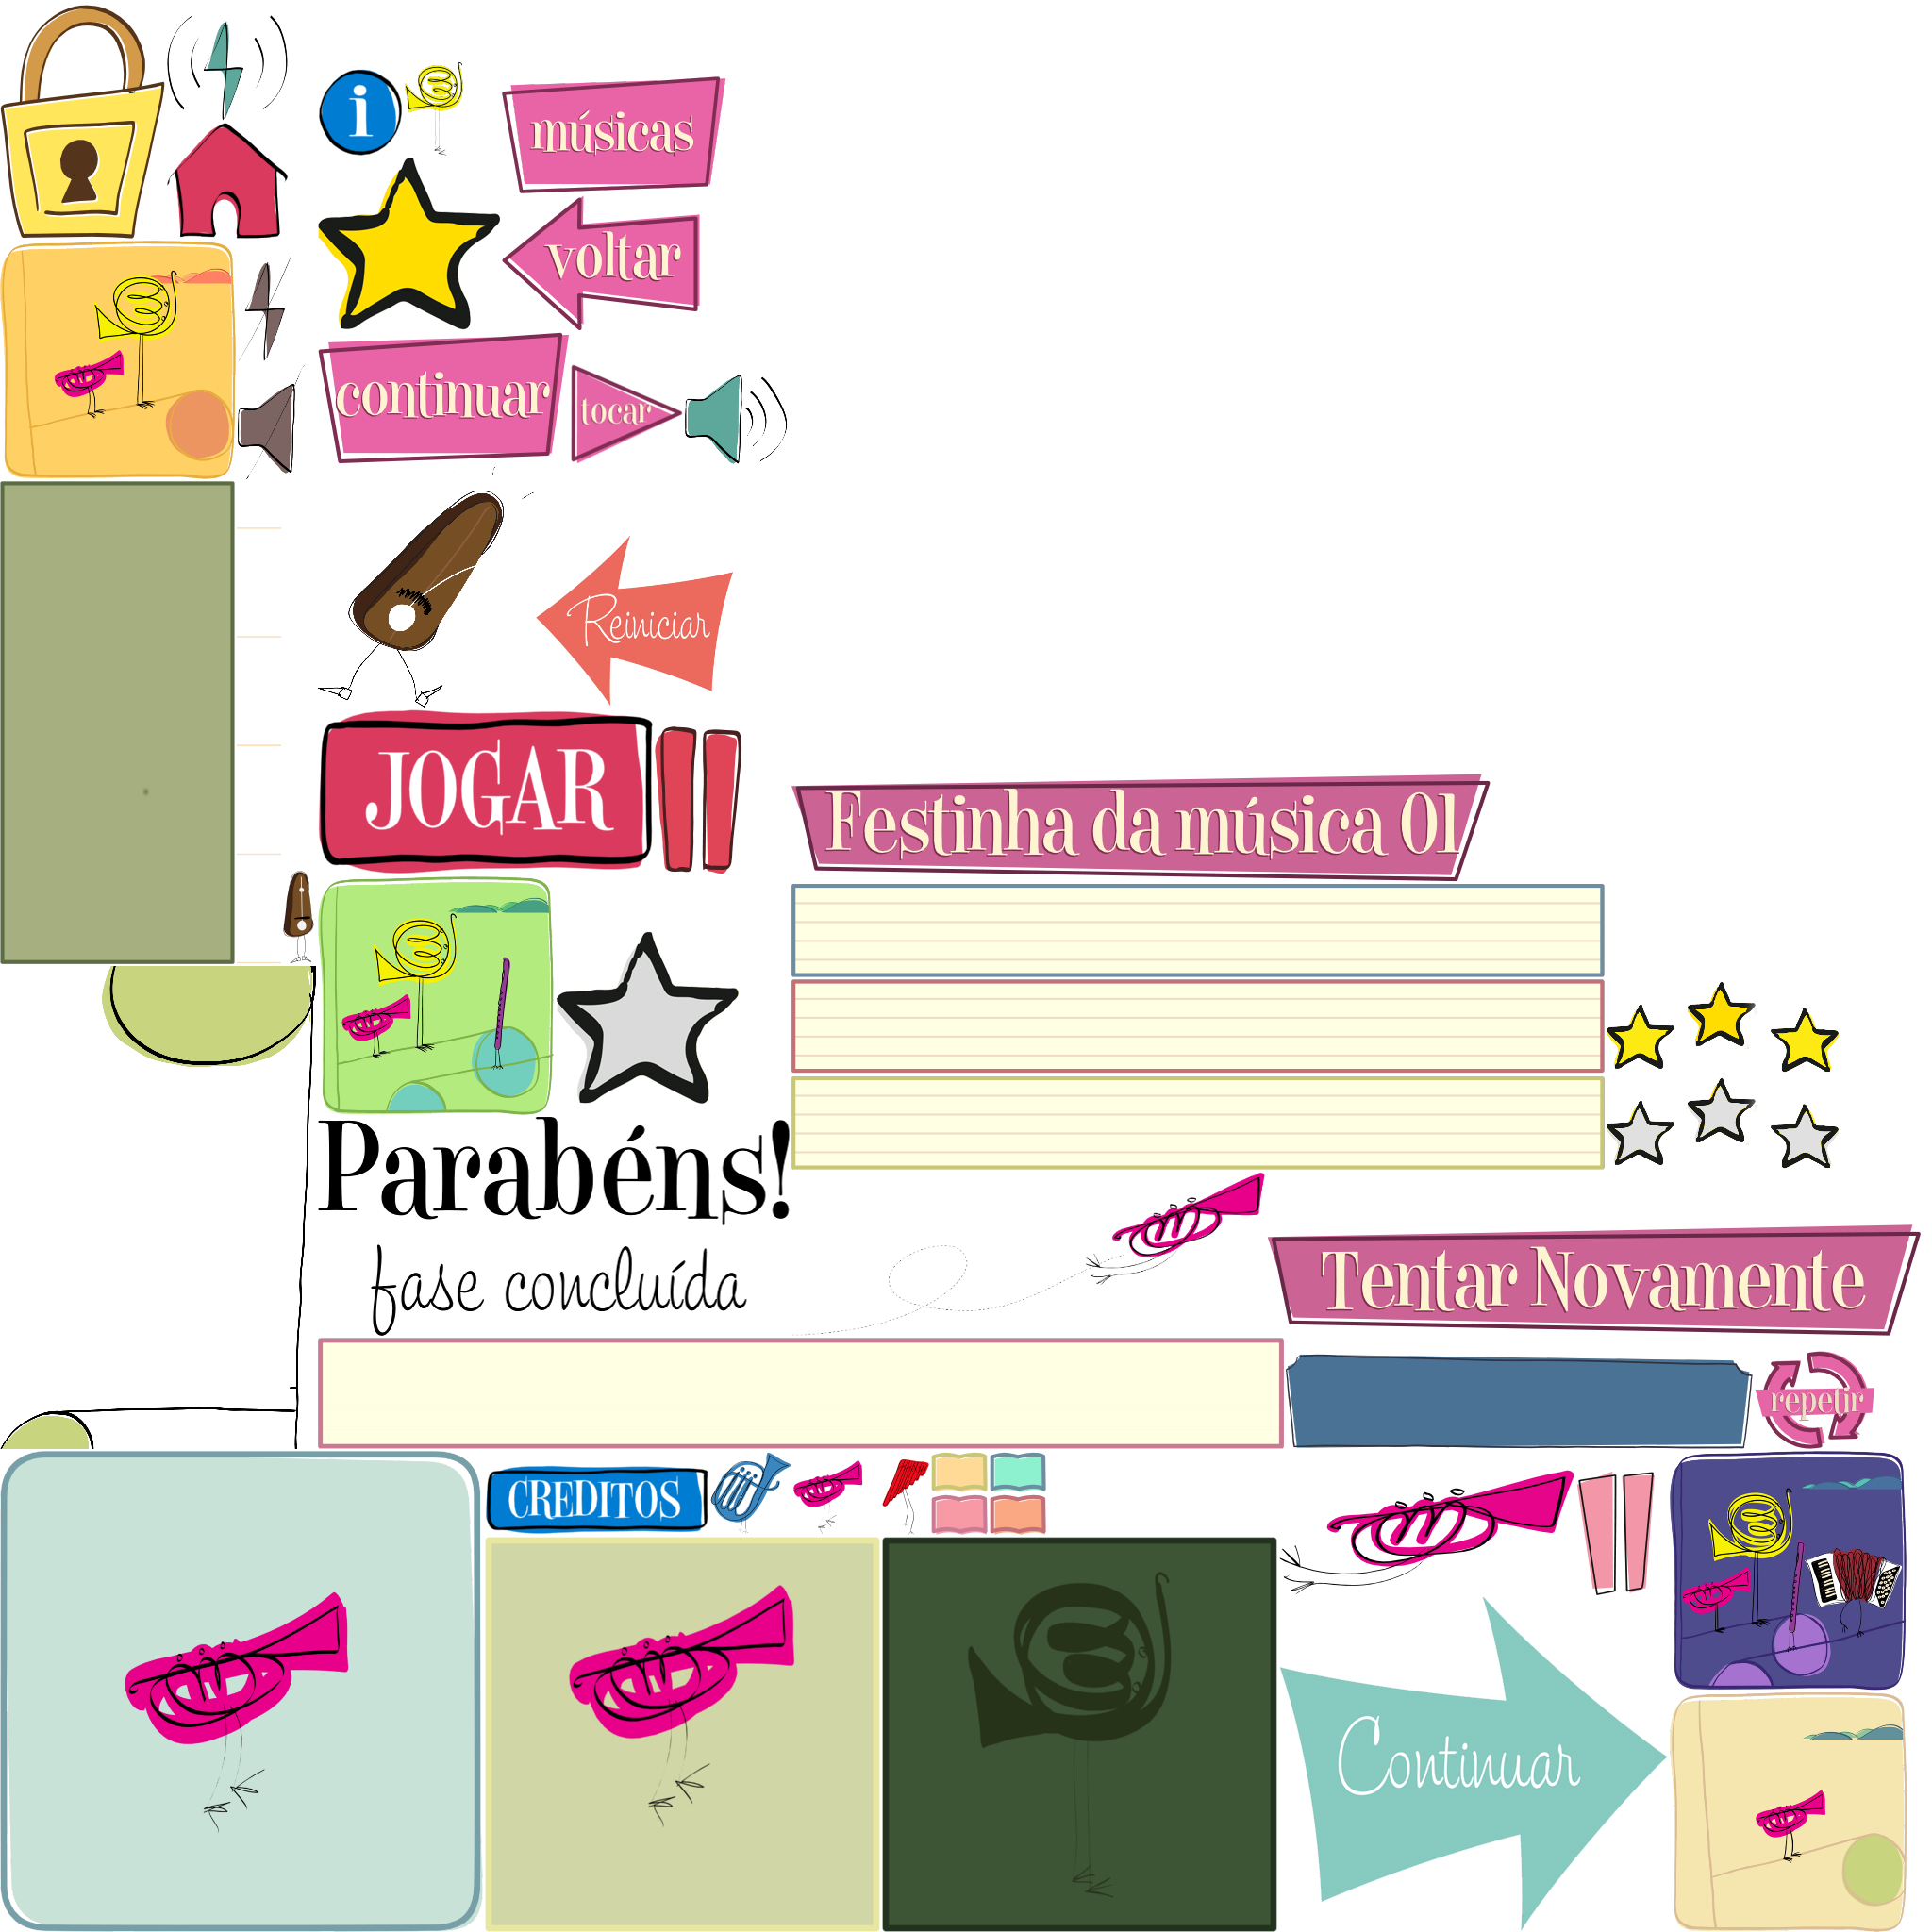 i
músicas
voltar
continuar
tocar
Reiniciar
JOGAR
Festinha da música 01
Parabéns!
fase concluída
Tentar Novamente
repetir
CREDITOS
Continuar